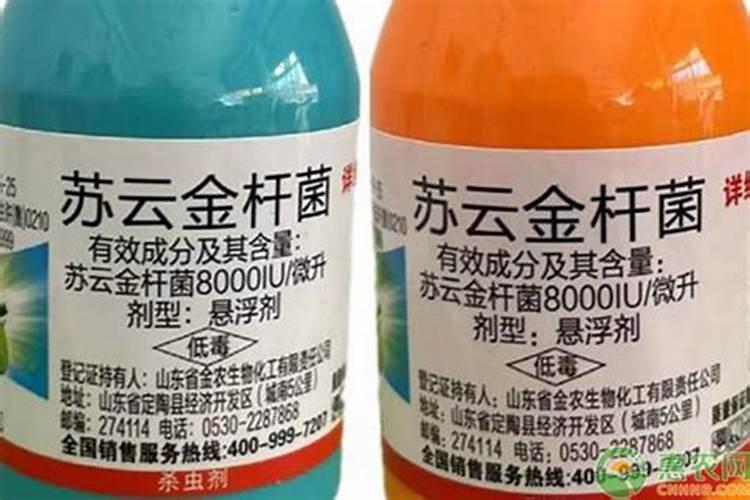 苏云金杆菌
有效成分及其含量：
苏云金杆菌8000IU/微升
剂型：悬浮剂
低毒
登记证持有人：山东省金农生物化工有限责任公司
地址：山东省定陶县经济开发区（城南5公里）
邮编：274114 电话：0530-2287868
全国销售服务热线:400-999-7207
杀虫剂
苏云金杆菌
有效成分及其含量：
苏云金杆菌8000IU/微升
剂型：悬浮剂
低毒
登记证持有人：山东省金农生物化工有限责任公司
地址：山东省定陶县经济开发区（城南5公里）
邮编：274114 电话：0530-2287868
全国销售服务热线:400-999-7207
惠农网
CNHNB.COM